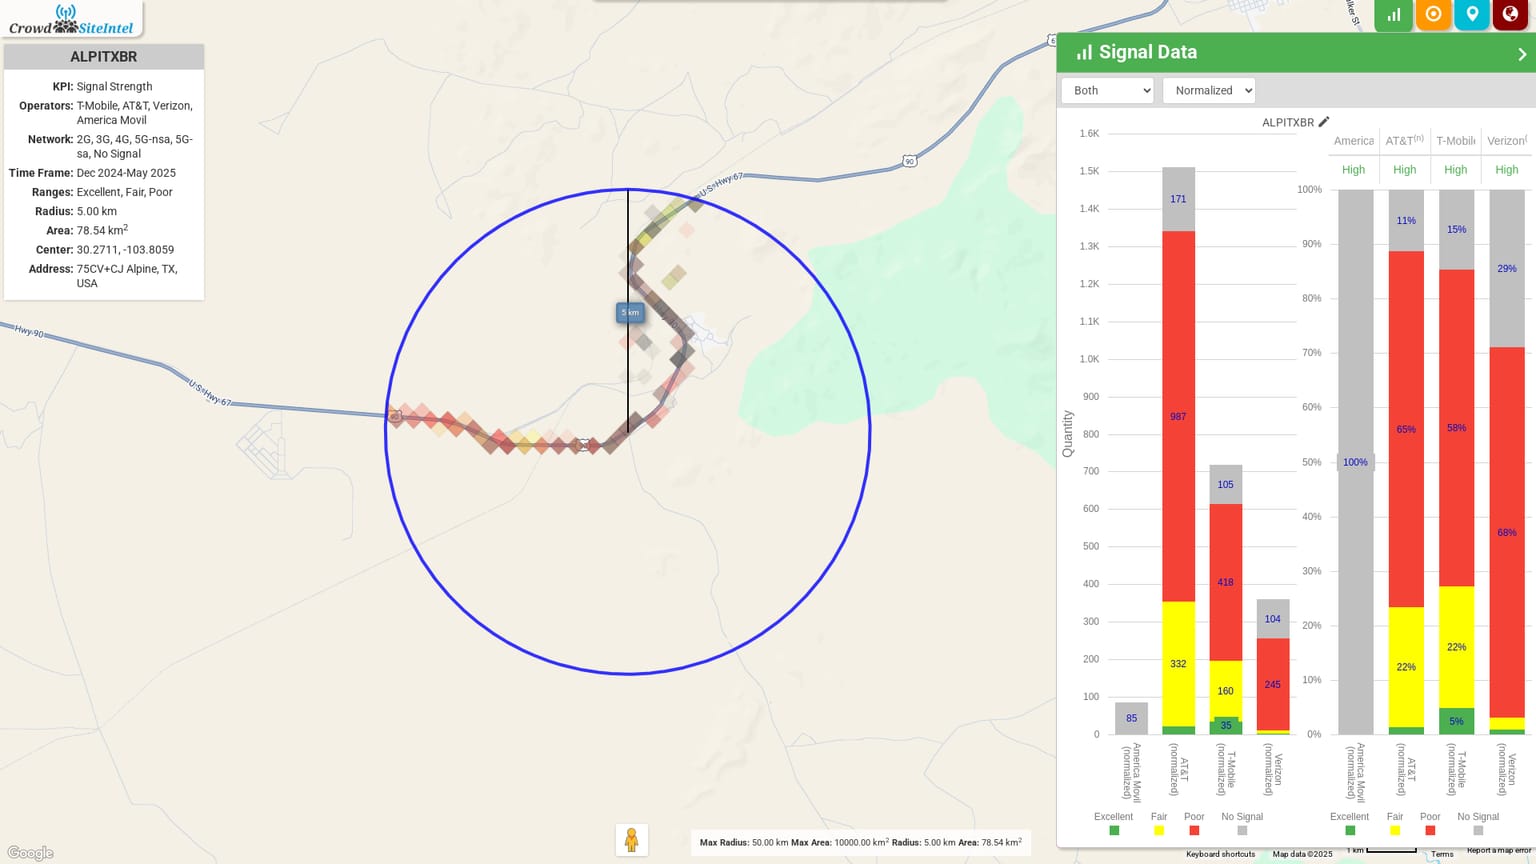 Crowd SiteIntel
ALPITXBR
KPI: Signal Strength
Operators: T-Mobile, AT&T, Verizon,
America Movil
Network: 2G, 3G, 4G, 5G-nsa, 5G-
sa, No Signal
Time Frame: Dec 2024-May 2025
Ranges: Excellent, Fair, Poor
Radius: 5.00 km
Area: 78.54 km²
Center: 30.2711, -103.8059
Address: 75CV+CJ Alpine, TX,
USA
Hwy-90
U.S. Hwy 67
90
5 km
90
U.S. Hwy 67
90
6
Signal Data
Both
Normalized
ALPITXBR
1.6K
1.5K
1.4K
1.3K
1.2K
1.1K
1.0K
900
800
700
600
500
400
300
200
100
0
Quantity
85
171
987
332
105
418
160
35
104
245
America Movil
(normalized)
AT&T
(normalized)
T-Mobile
(normalized)
Verizon
(normalized)
Excellent Fair Poor No Signal
America AT&T(n) T-Mobil Verizon(
High High High High
100%
90%
80%
70%
60%
50%
40%
30%
20%
10%
0%
100%
11%
65%
22%
15%
58%
22%
5%
29%
68%
America Movil
(normalized)
AT&T
(normalized)
T-Mobile
(normalized)
Verizon
(normalized)
Excellent Fair Poor No Signal
Google
Max Radius: 50.00 km Max Area: 10000.00 km² Radius: 5.00 km Area: 78.54 km²
Keyboard shortcuts Map data ©2025 1 km Terms Report a map error